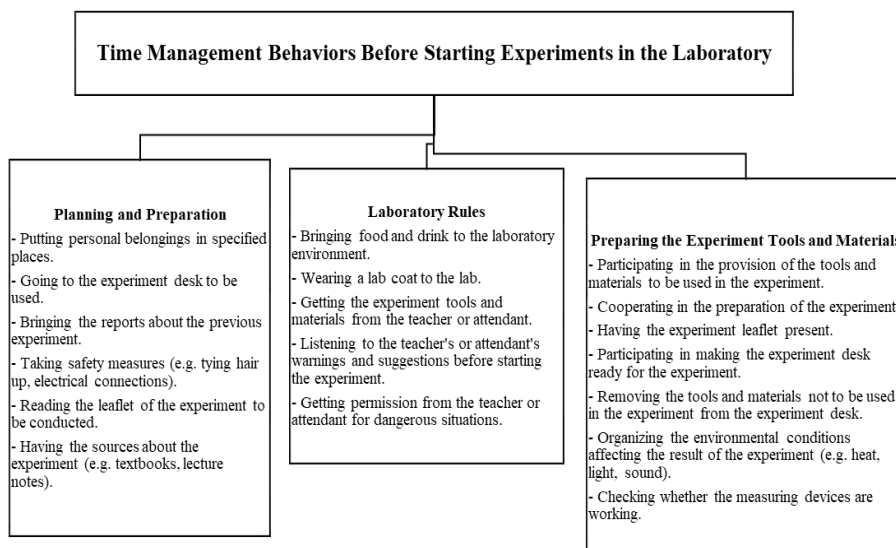 Time Management Behaviors Before Starting Experiments in the Laboratory
Planning and Preparation
- Putting personal belongings in specified
places.
- Going to the experiment desk to be
used.
- Bringing the reports about the previous
experiment.
- Taking safety measures (e.g. tying hair
up, electrical connections).
- Reading the leaflet of the experiment to
be conducted.
- Having the sources about the
experiment (e.g. textbooks, lecture
notes).
Laboratory Rules
- Bringing food and drink to the laboratory
environment.
- Wearing a lab coat to the lab.
- Getting the experiment tools and
materials from the teacher or attendant.
- Listening to the teacher's or attendant's
warnings and suggestions before starting
the experiment.
- Getting permission from the teacher or
attendant for dangerous situations.
Preparing the Experiment Tools and Materials
- Participating in the provision of the tools and
materials to be used in the experiment.
- Cooperating in the preparation of the experiment
- Having the experiment leaflet present.
- Participating in making the experiment desk
ready for the experiment.
- Removing the tools and materials not to be used
in the experiment from the experiment desk.
- Organizing the environmental conditions
affecting the result of the experiment (e.g. heat,
light, sound).
- Checking whether the measuring devices are
working.